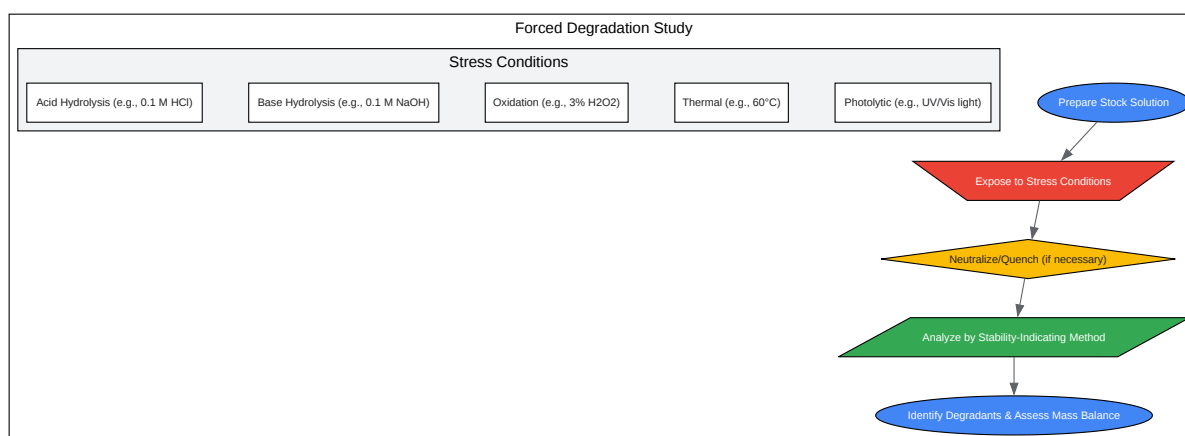 Forced Degradation Study
Stress Conditions
Acid Hydrolysis (e.g., 0.1 M HCl)
Base Hydrolysis (e.g., 0.1 M NaOH)
Oxidation (e.g., 3% H2O2)
Thermal (e.g., 60°C)
Photolytic (e.g., UV/Vis light)
Prepare Stock Solution
Expose to Stress Conditions
Neutralize/Quench (if necessary)
Analyze by Stability-Indicating Method
Identify Degradants & Assess Mass Balance